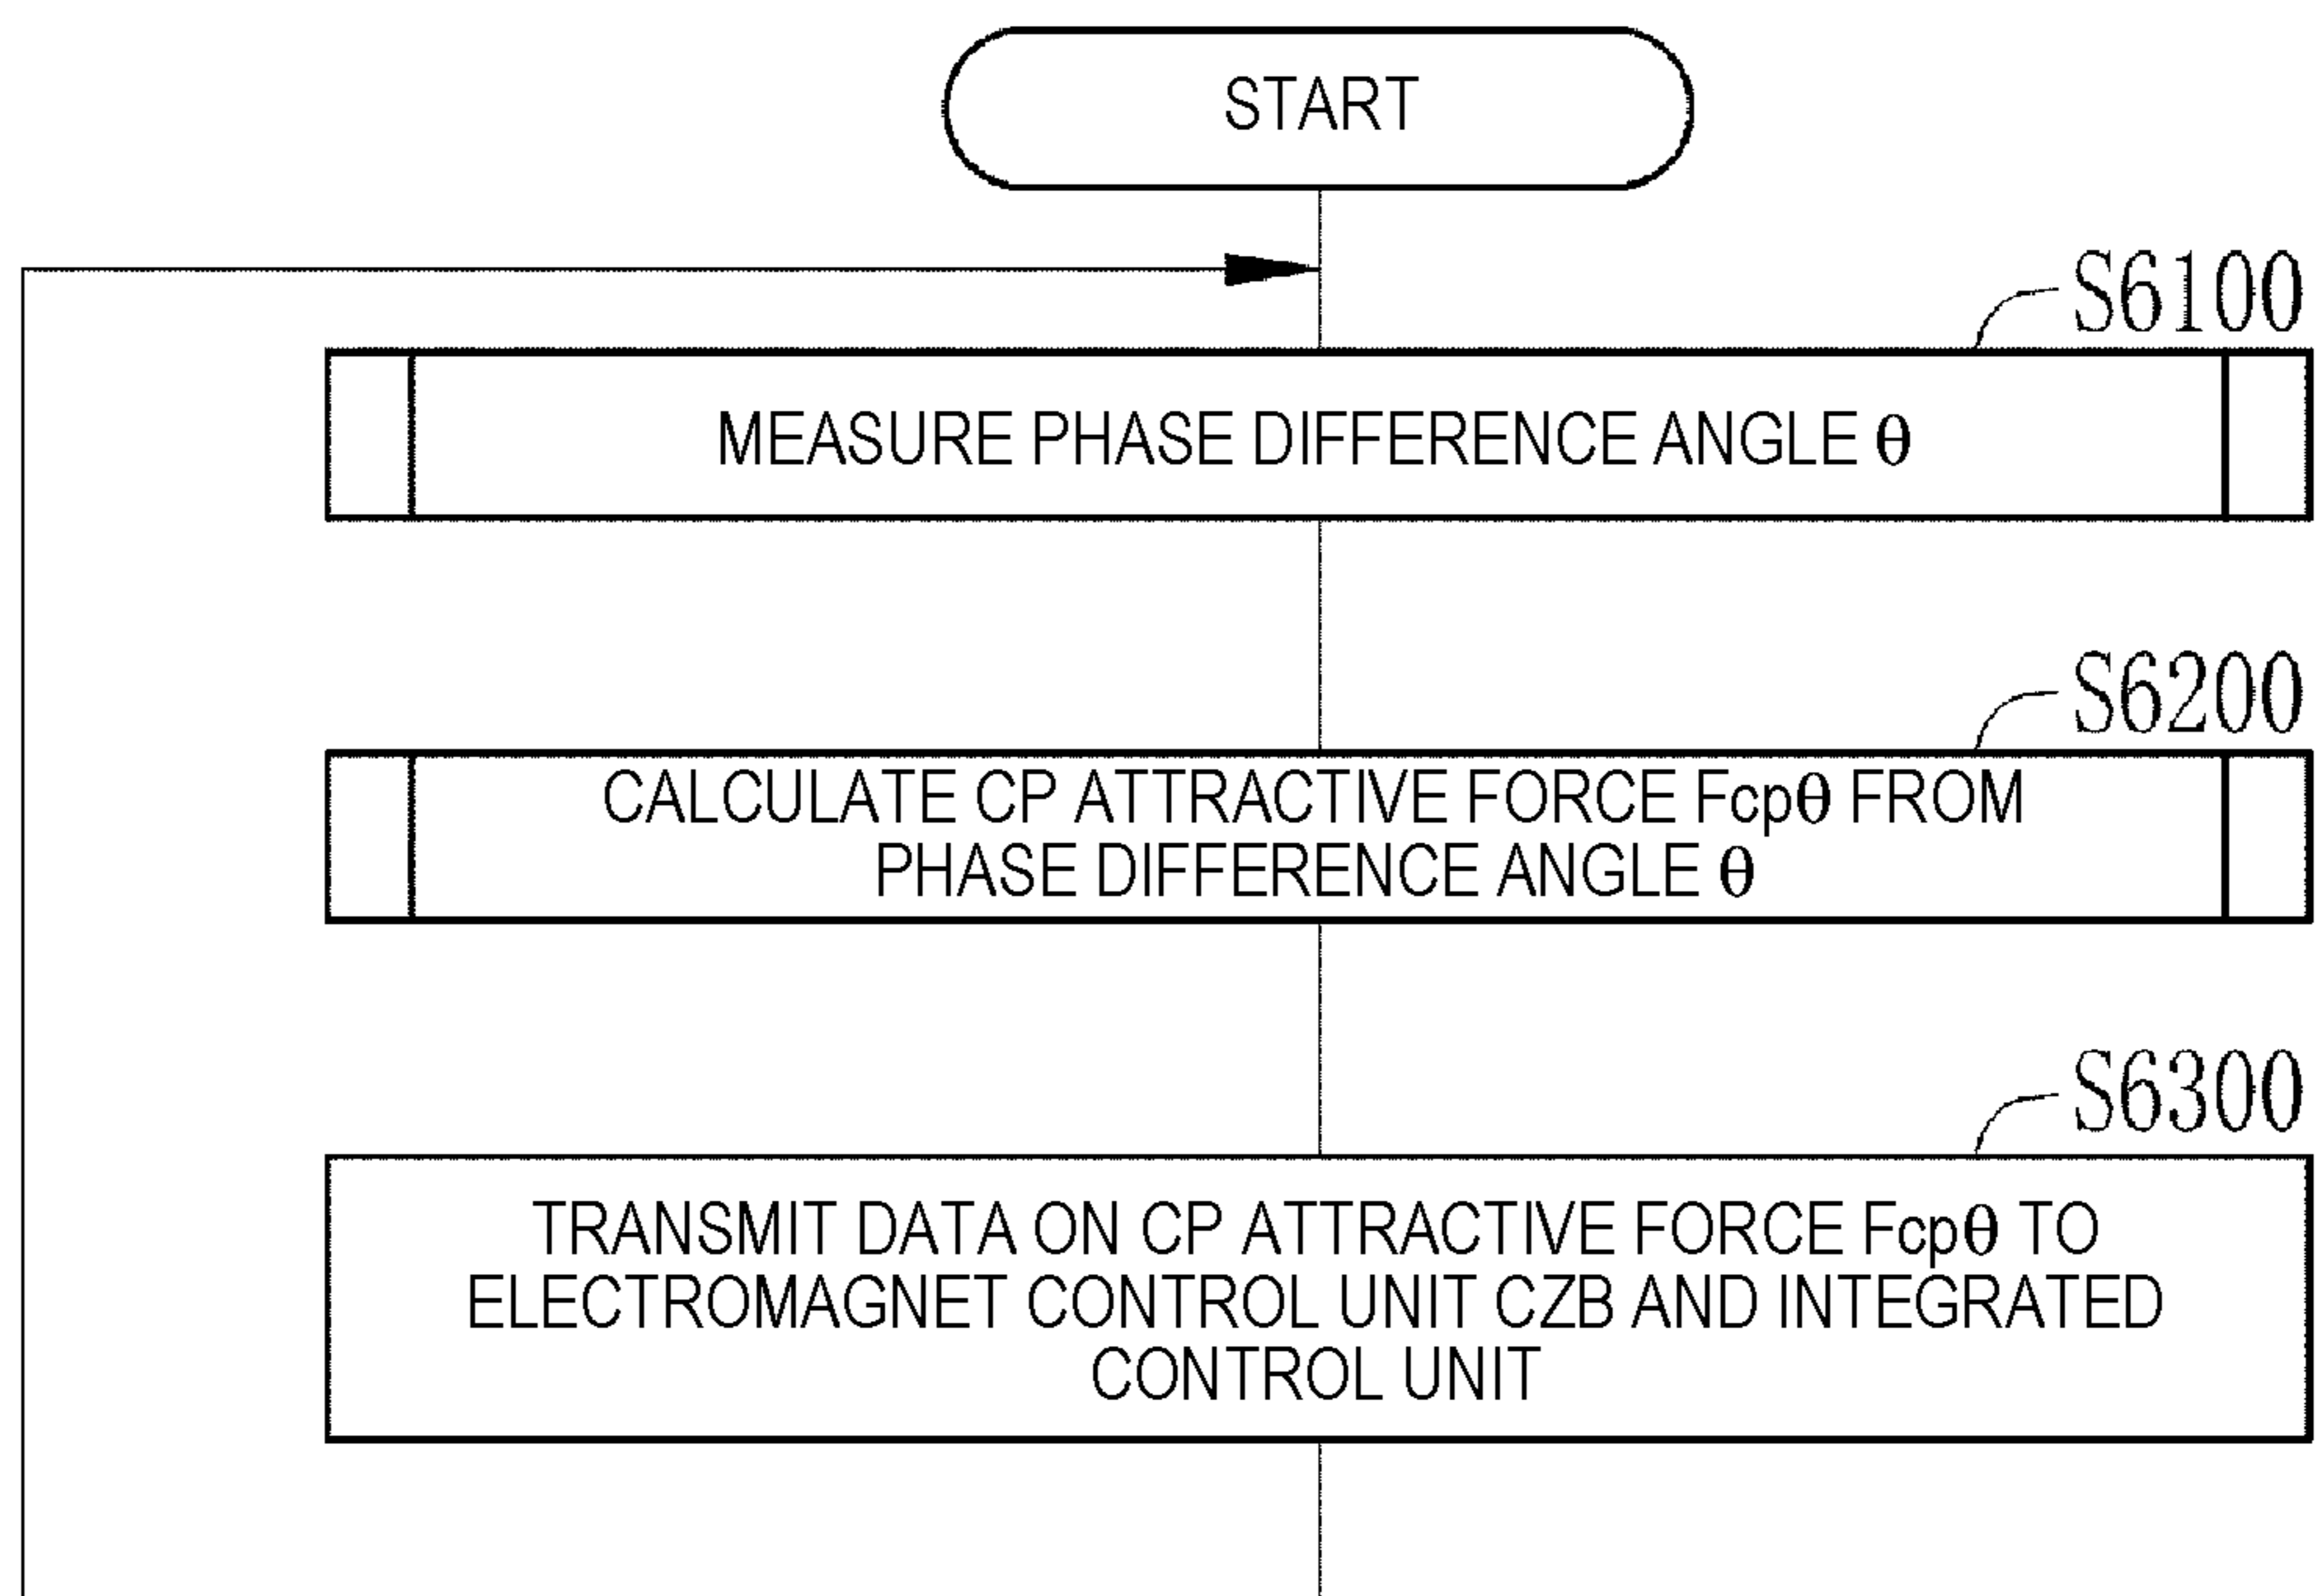 START
S6100
MEASURE PHASE DIFFERENCE ANGLE θ
S6200
CALCULATE CP ATTRACTIVE FORCE Fcpθ FROM
PHASE DIFFERENCE ANGLE θ
S6300
TRANSMIT DATA ON CP ATTRACTIVE FORCE Fcpθ TO
ELECTROMAGNET CONTROL UNIT CZB AND INTEGRATED
CONTROL UNIT